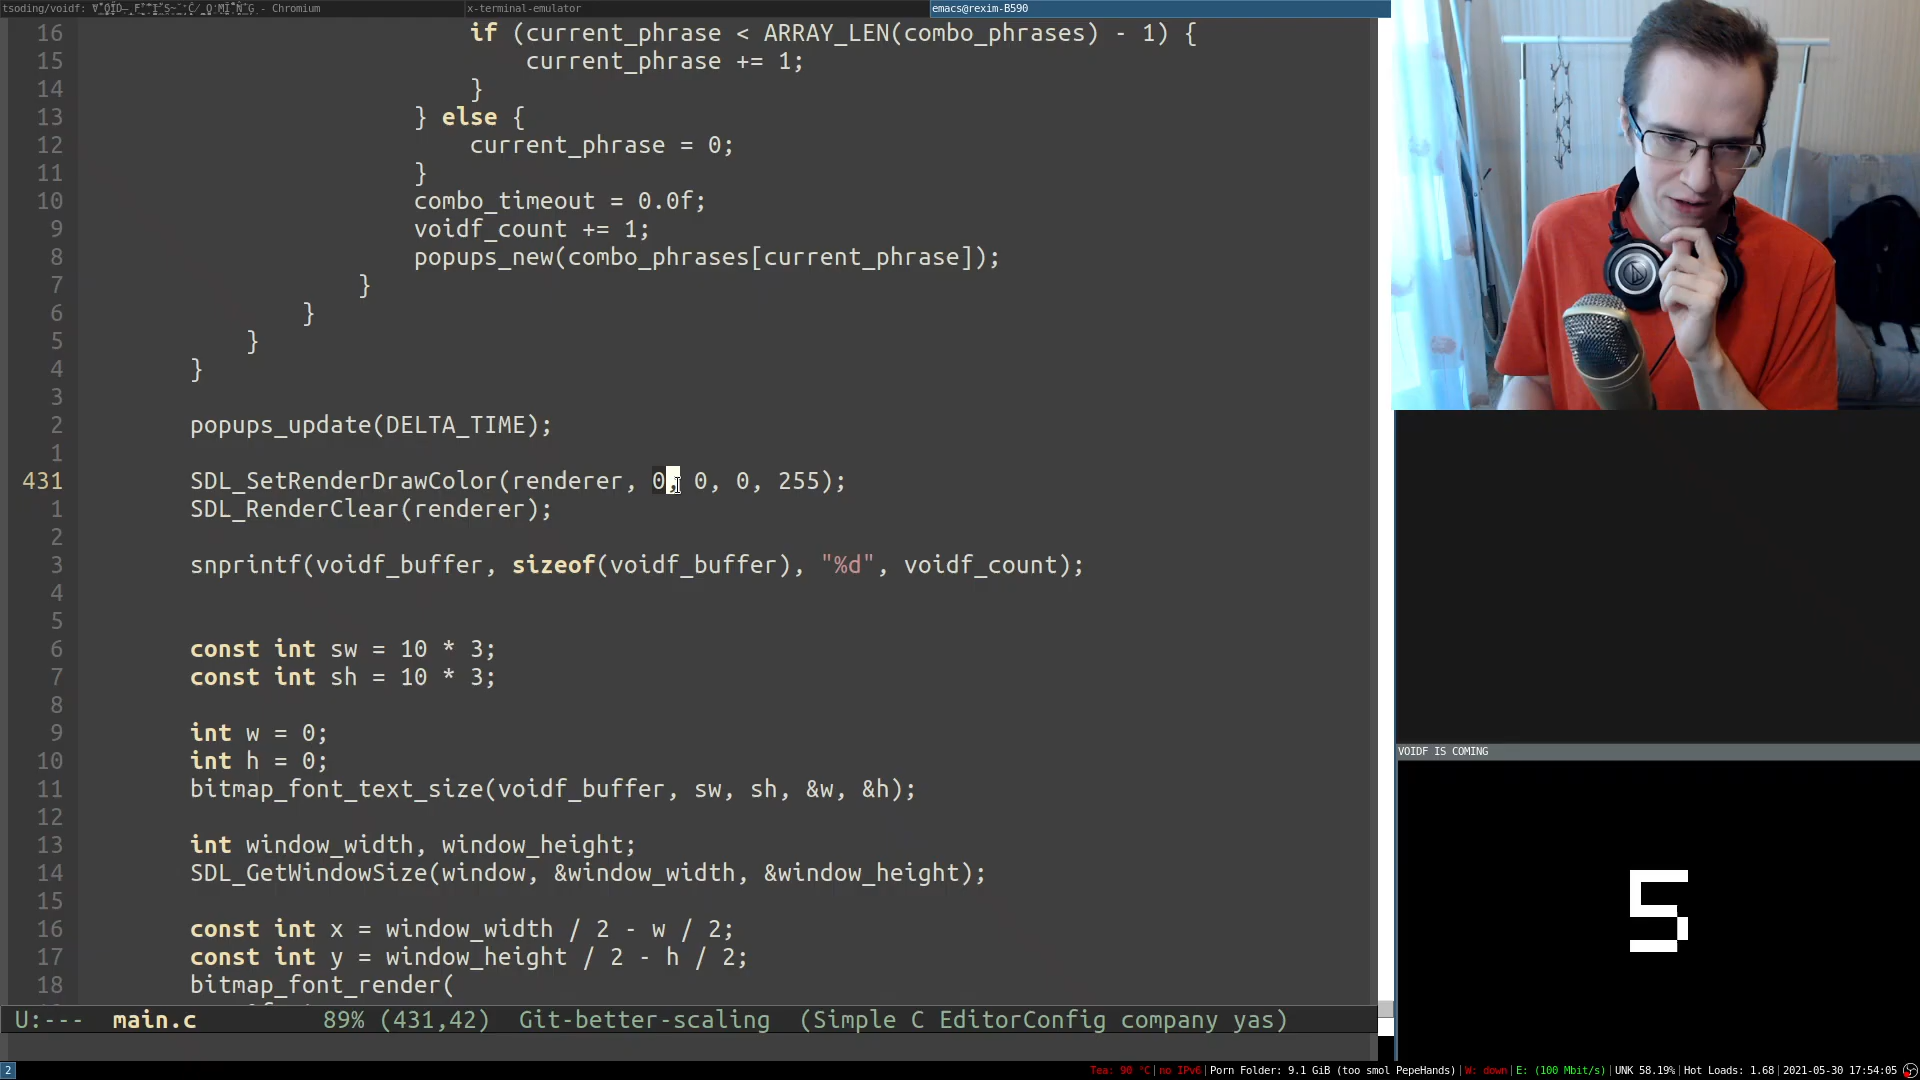 tsoding/voidf: - Chromium
x-terminal-emulator
emacs@rexim-B590
16 if (current_phrase < ARRAY_LEN(combo_phrases) - 1) {
15 current_phrase += 1;
14 }
13 } else {
12 current_phrase = 0;
11 }
10 combo_timeout = 0.0f;
9 voidf_count += 1;
8 popups_new(combo_phrases[current_phrase]);
7 }
6 }
5 }
4 }
3
2 popups_update(DELTA_TIME);
1
431 SDL_SetRenderDrawColor(renderer, 0, 0, 0, 255);
1 SDL_RenderClear(renderer);
2
3 snprintf(voidf_buffer, sizeof(voidf_buffer), "%d", voidf_count);
4
5
6 const int sw = 10 * 3;
7 const int sh = 10 * 3;
8
9 int w = 0;
10 int h = 0;
11 bitmap_font_text_size(voidf_buffer, sw, sh, &w, &h);
12
13 int window_width, window_height;
14 SDL_GetWindowSize(window, &window_width, &window_height);
15
16 const int x = window_width / 2 - w / 2;
17 const int y = window_height / 2 - h / 2;
18 bitmap_font_render(
U:--- main.c 89% (431,42) Git-better-scaling (Simple C EditorConfig company yas)
VOIDF IS COMING
5
2
Tea: 90 °C|no IPv6|Porn Folder: 9.1 GiB (too smol PepeHands)|W: down|E: (100 Mbit/s)|UNK 58.19%|Hot Loads: 1.68|2021-05-30 17:54:05